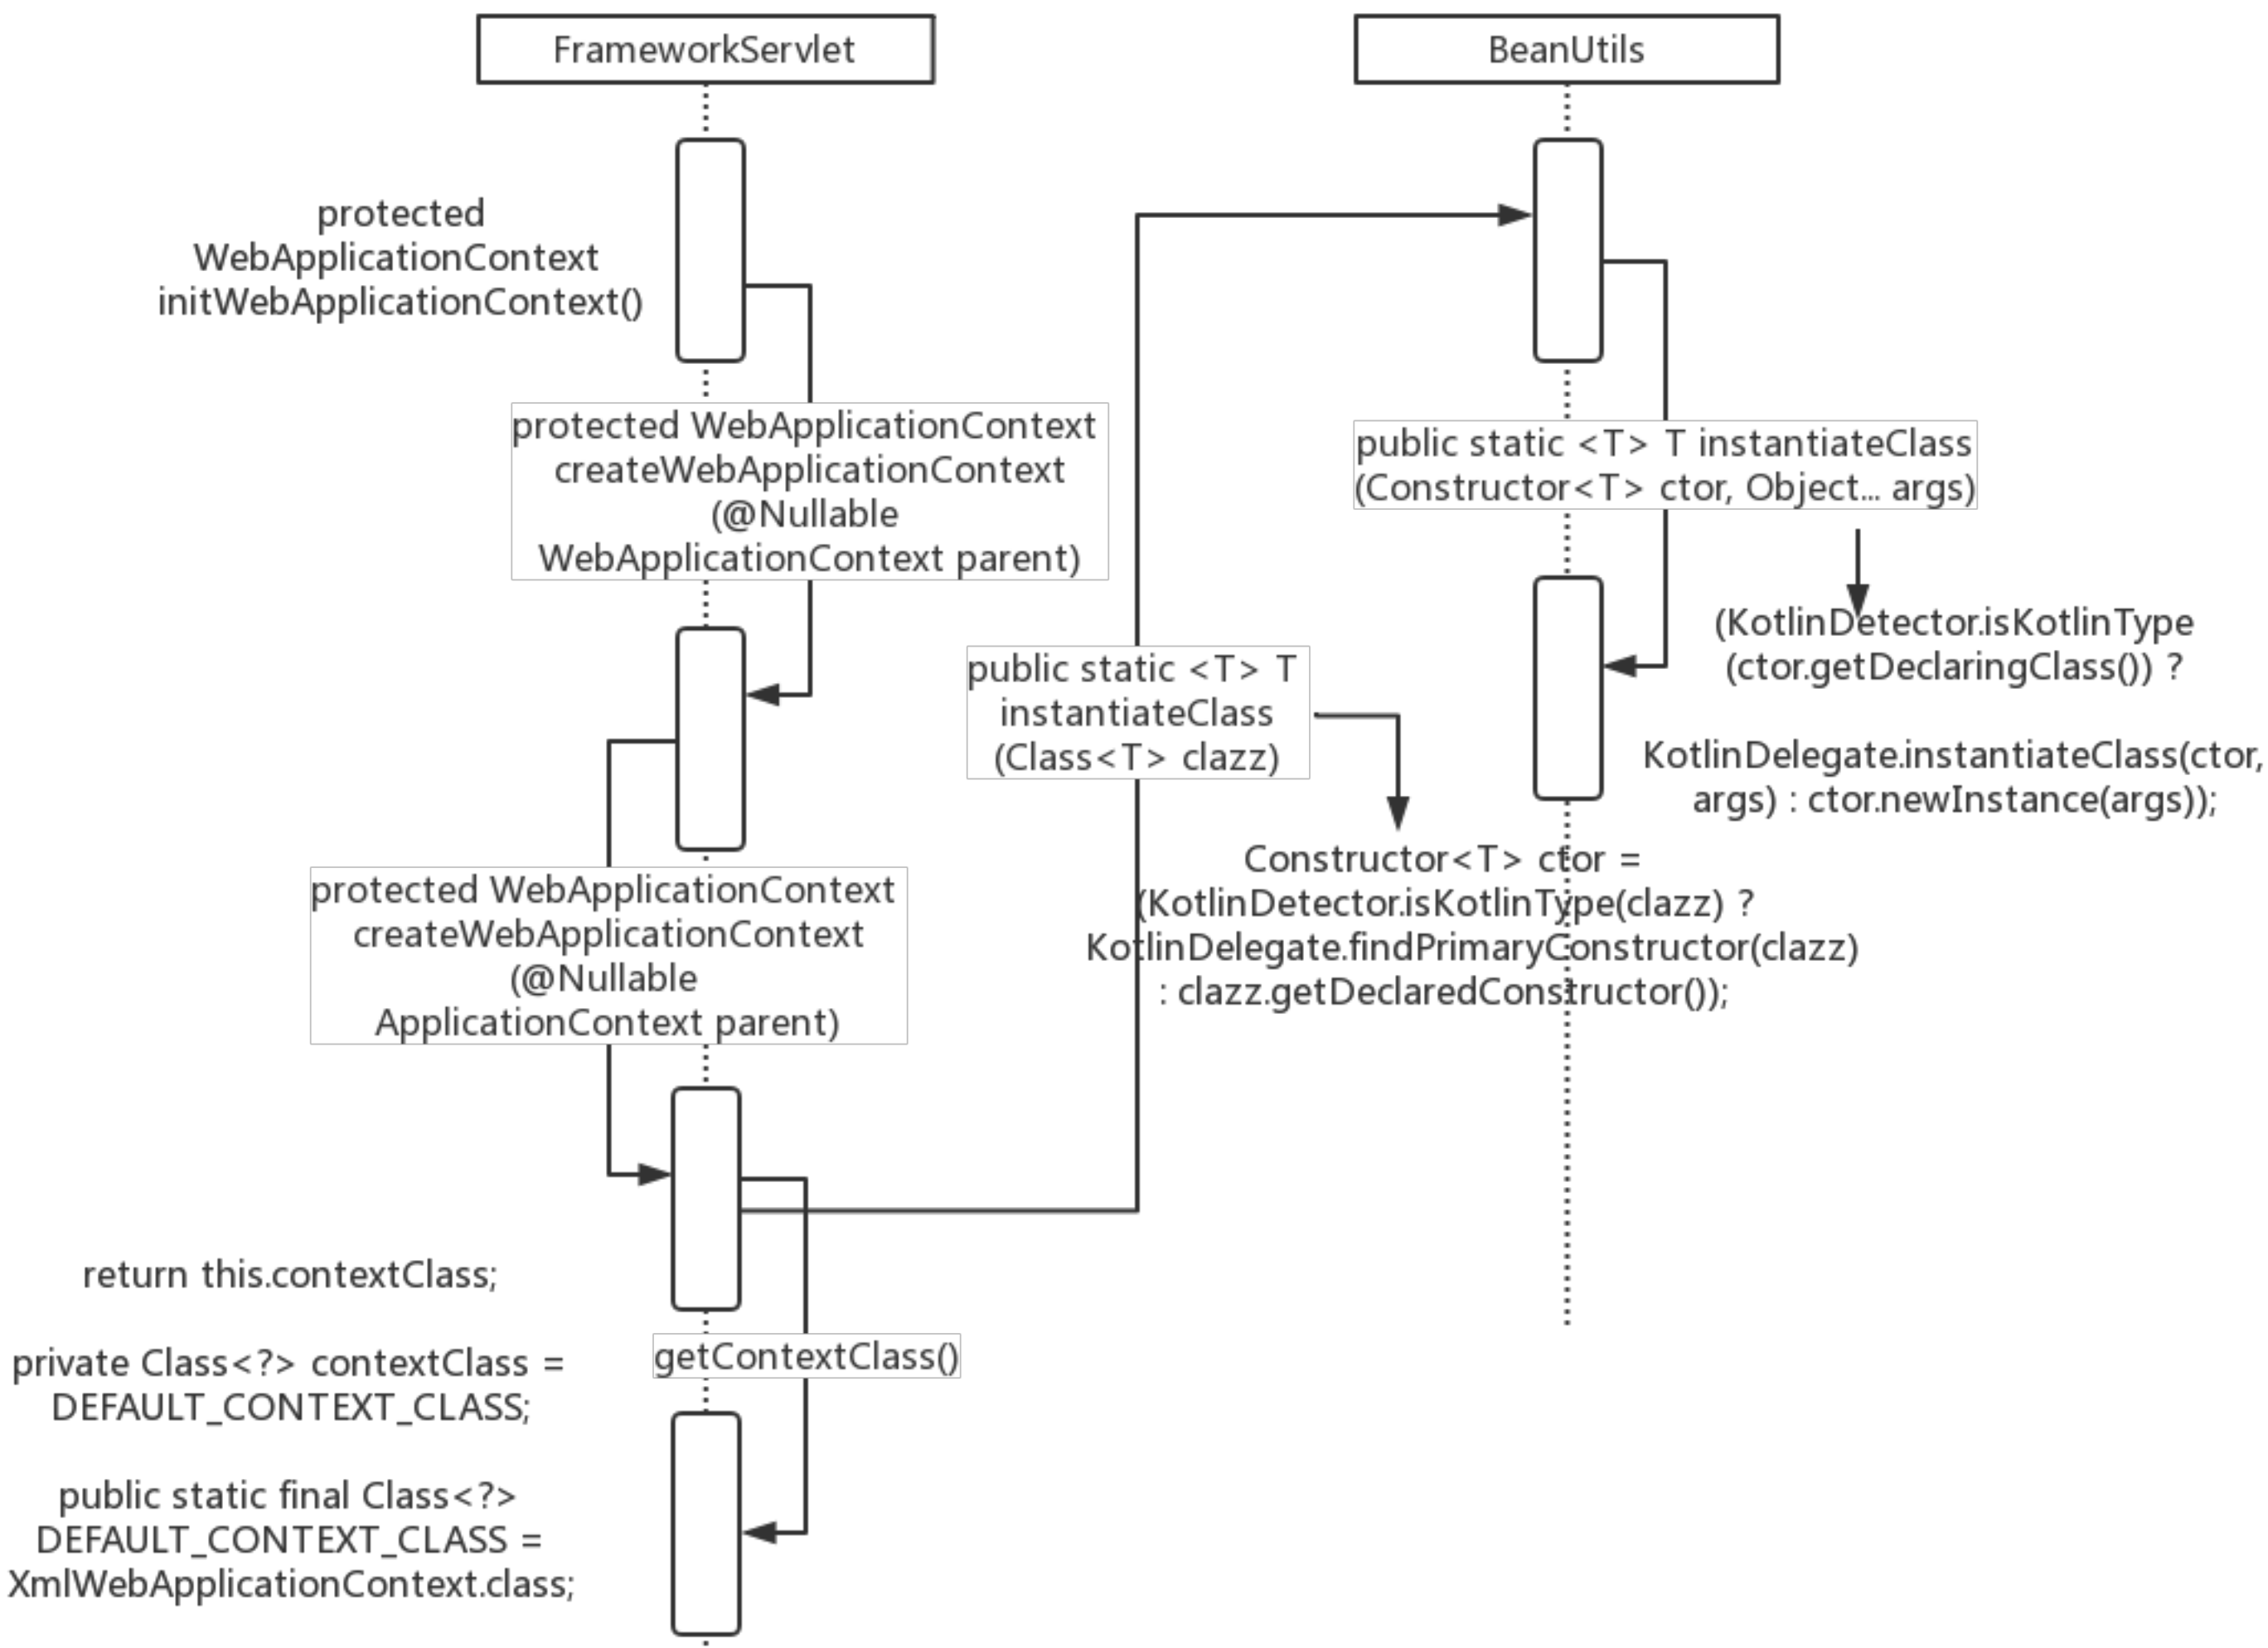 FrameworkServlet
BeanUtils
protected
WebApplicationContext
initWebApplicationContext()
protected WebApplicationContext
createWebApplicationContext
(@Nullable
WebApplicationContext parent)
public static <T> T instantiateClass
(Constructor<T> ctor, Object... args)
(KotlinDetector.isKotlinType
(ctor.getDeclaringClass()) ?
KotlinDelegate.instantiateClass(ctor,
args) : ctor.newInstance(args));
public static <T> T
instantiateClass
(Class<T> clazz)
Constructor<T> ctor =
(KotlinDetector.isKotlinType(clazz) ?
KotlinDelegate.findPrimaryConstructor(clazz)
: clazz.getDeclaredConstructor());
protected WebApplicationContext
createWebApplicationContext
(@Nullable
ApplicationContext parent)
return this.contextClass;
private Class<?> contextClass =
DEFAULT_CONTEXT_CLASS;
getContextClass()
public static final Class<?>
DEFAULT_CONTEXT_CLASS =
XmlWebApplicationContext.class;